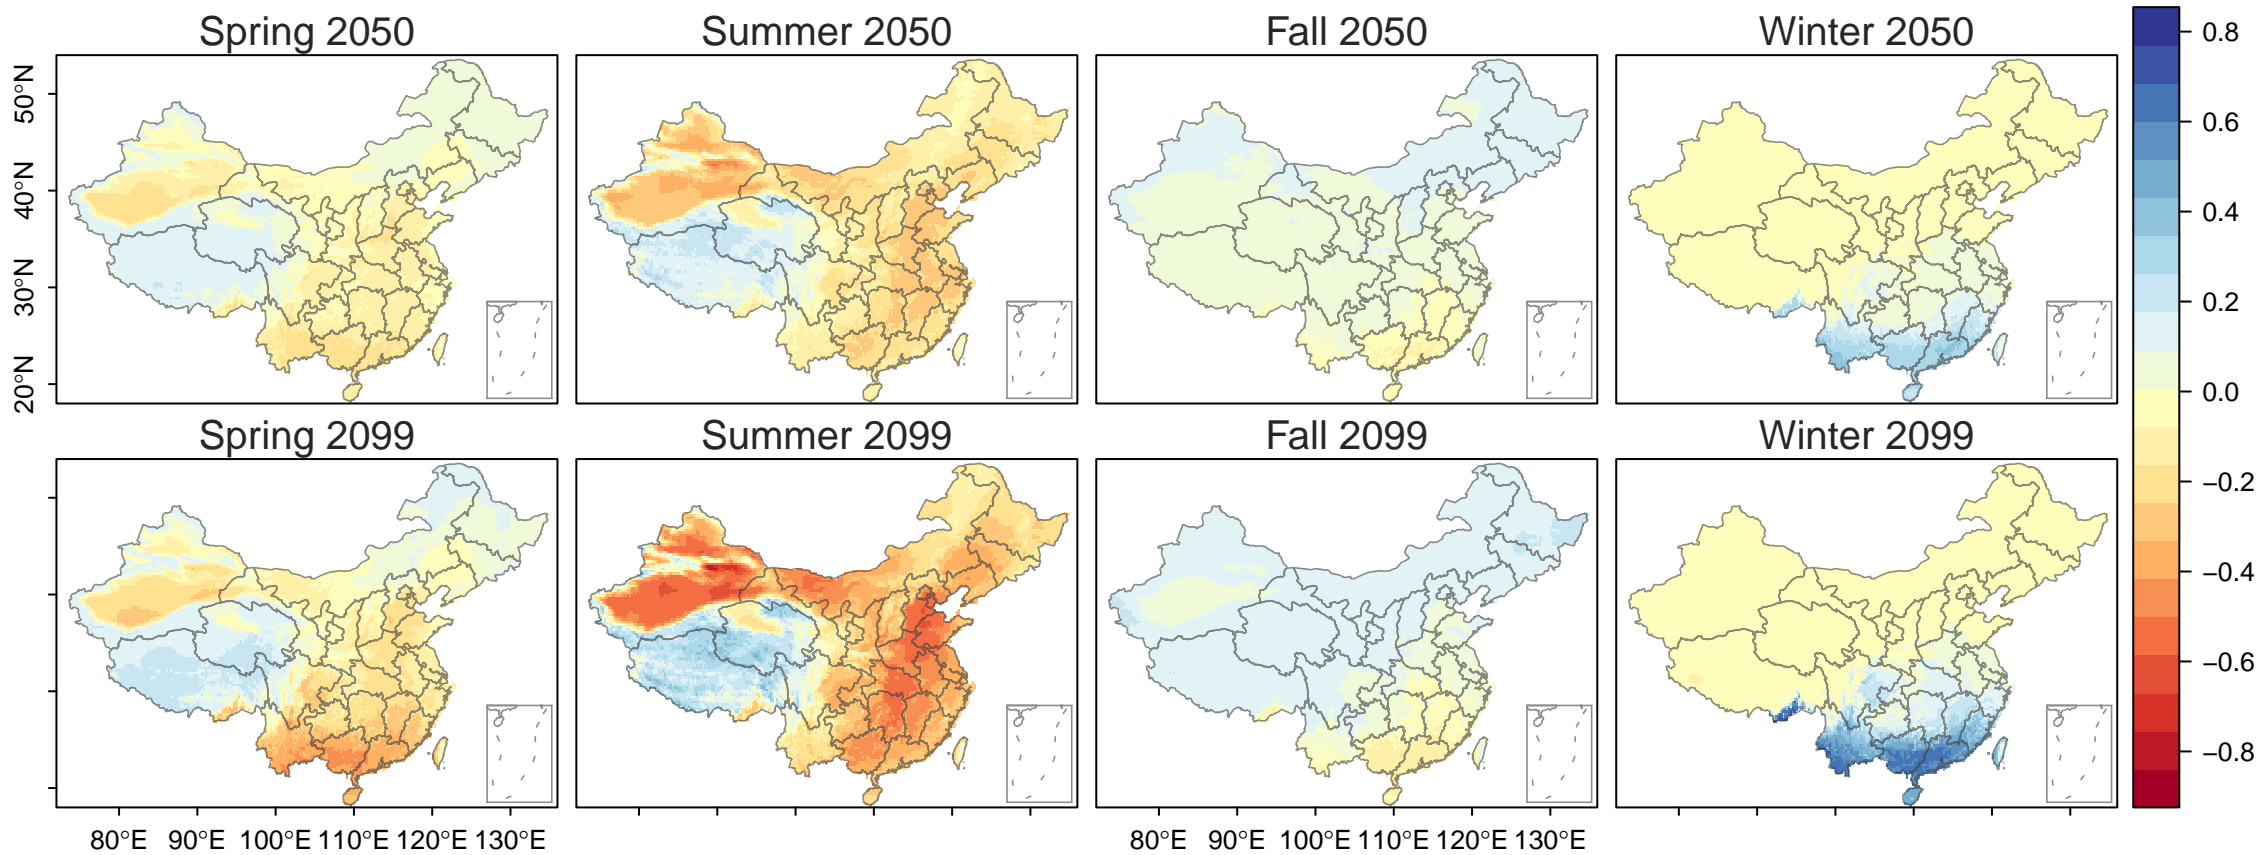 Spring 2050 Summer 2050 Fall 2050 Winter 2050
50°N
40°N
30°N
20°N
Spring 2099 Summer 2099 Fall 2099 Winter 2099
80°E 90°E 100°E 110°E 120°E 130°E
80°E 90°E 100°E 110°E 120°E 130°E
0.8
0.6
0.4
0.2
0.0
−0.2
−0.4
−0.6
−0.8